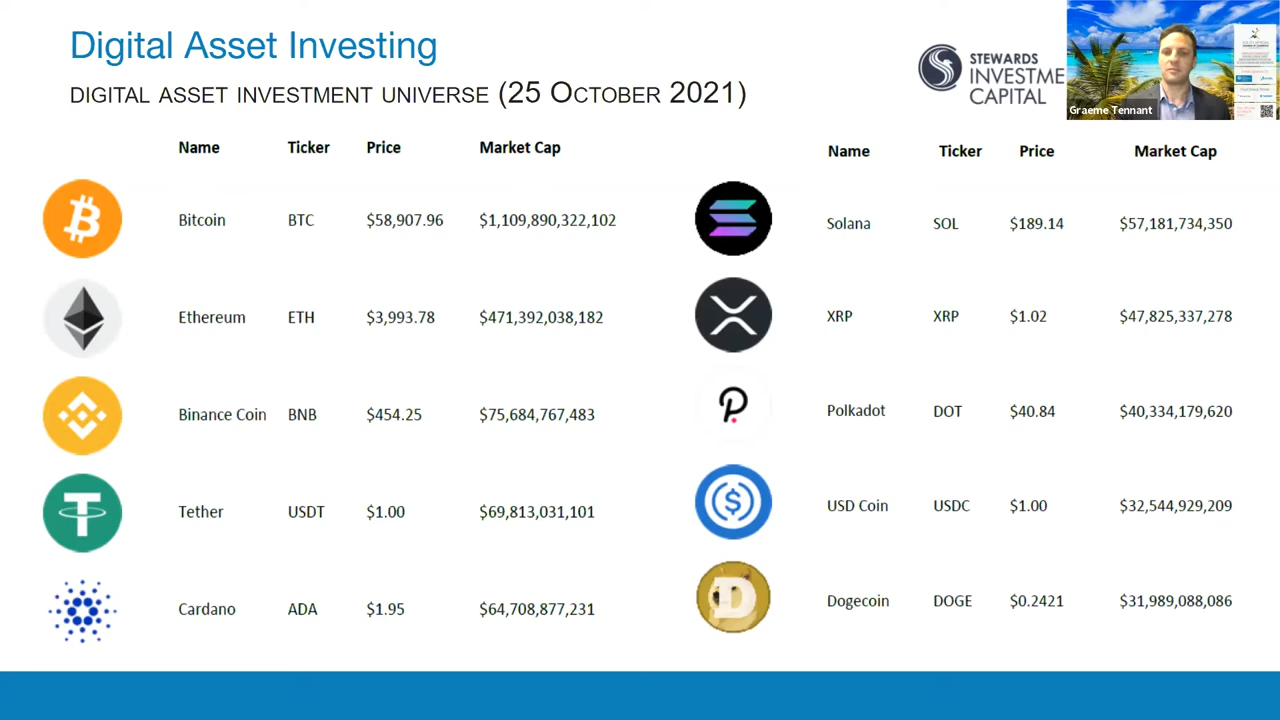 Digital Asset Investing
DIGITAL ASSET INVESTMENT UNIVERSE (25 OCTOBER 2021)
STEWARDS
INVESTME
CAPITAL
Graeme Tennant
Name Ticker Price Market Cap
Bitcoin BTC $58,907.96 $1,109,890,322,102
Ethereum ETH $3,993.78 $471,392,038,182
Binance Coin BNB $454.25 $75,684,767,483
Tether USDT $1.00 $69,813,031,101
Cardano ADA $1.95 $64,708,877,231
Name Ticker Price Market Cap
Solana SOL $189.14 $57,181,734,350
XRP XRP $1.02 $47,825,337,278
Polkadot DOT $40.84 $40,334,179,620
USD Coin USDC $1.00 $32,544,929,209
Dogecoin DOGE $0.2421 $31,989,088,086